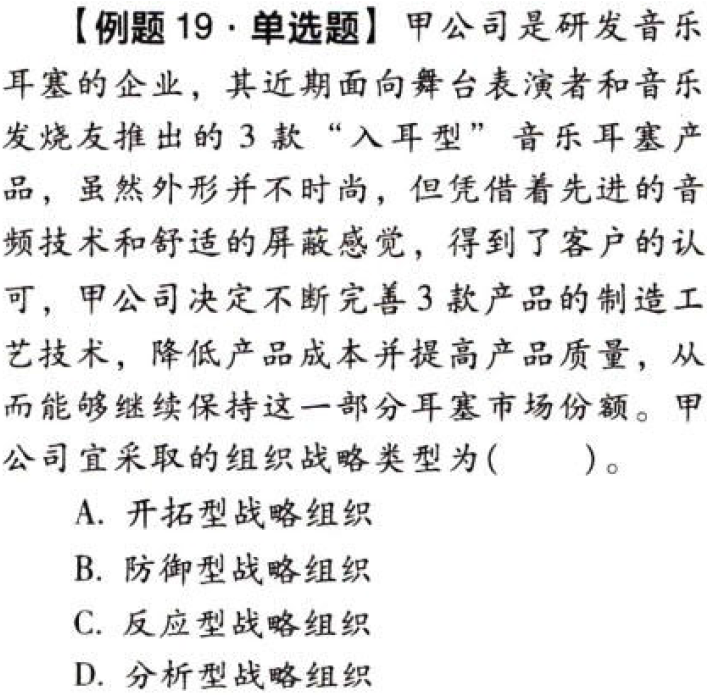 【例题 19 · 单选题】甲公司是研发音乐
耳塞的企业，其近期面向舞台表演者和音乐
发烧友推出的 3 款“入耳型”音乐耳塞产
品，虽然外形并不时尚，但凭借着先进的音
频技术和舒适的屏蔽感觉，得到了客户的认
可，甲公司决定不断完善 3 款产品的制造工
艺技术，降低产品成本并提高产品质量，从
而能够继续保持这一部分耳塞市场份额。甲
公司宜采取的组织战略类型为(　　)。
A. 开拓型战略组织
B. 防御型战略组织
C. 反应型战略组织
D. 分析型战略组织